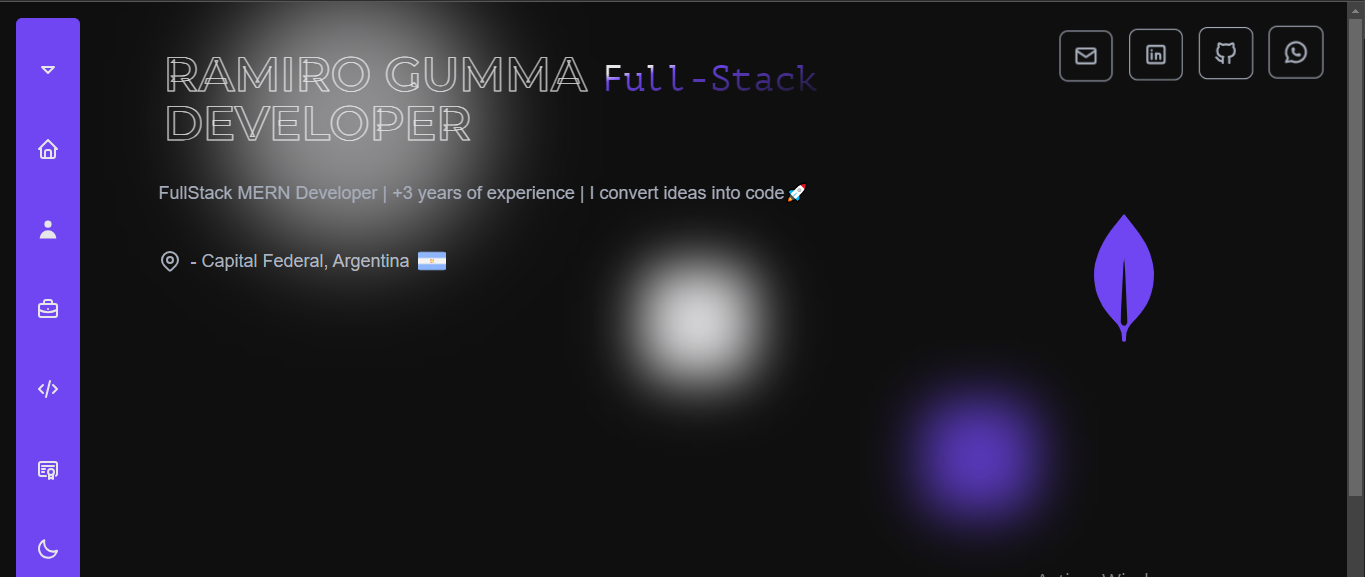 RAMIRO GUMMA Full-Stack
DEVELOPER
FullStack MERN Developer | +3 years of experience | I convert ideas into code🚀
- Capital Federal, Argentina 🇦🇷